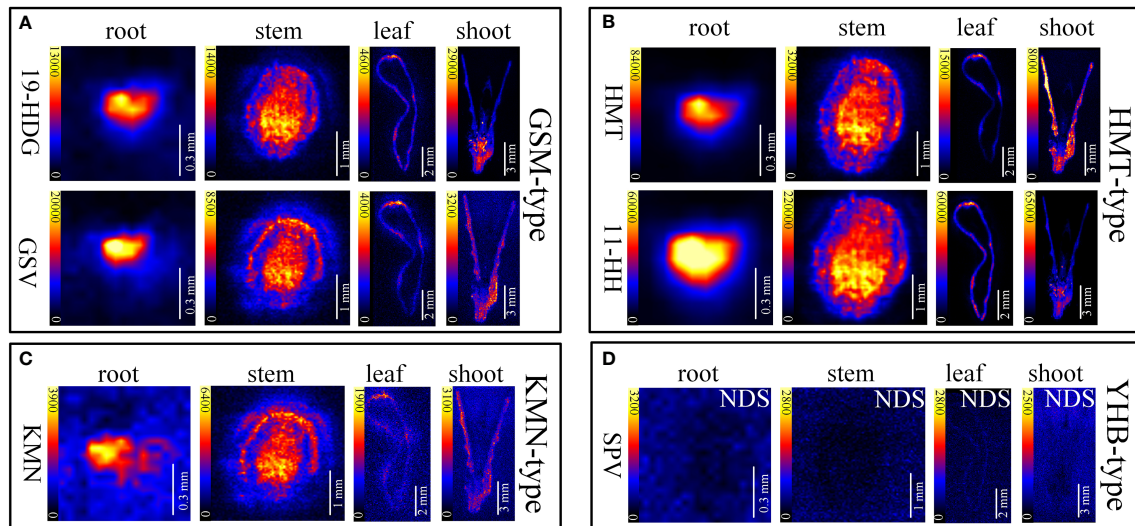 A
root stem leaf shoot
19-HDG
13000 0 0.3 mm
14000 0 1 mm
4600 0 2 mm
29000 0 3 mm
GSV
20000 0 0.3 mm
8500 0 1 mm
4000 0 2 mm
3200 0 3 mm
GSM-type
B
root stem leaf shoot
HMT
84000 0 0.3 mm
32000 0 1 mm
15000 0 2 mm
8000 0 3 mm
11-HH
60000 0 0.3 mm
220000 0 1 mm
60000 0 2 mm
65000 0 3 mm
HMT-type
C
root stem leaf shoot
KMN
3900 0 0.3 mm
6400 0 1 mm
1900 0 2 mm
3100 0 3 mm
KMN-type
D
root stem leaf shoot
SPV
3200 0 NDS 0.3 mm
2800 0 NDS 1 mm
2800 0 NDS 2 mm
2500 0 NDS 3 mm
YHB-type